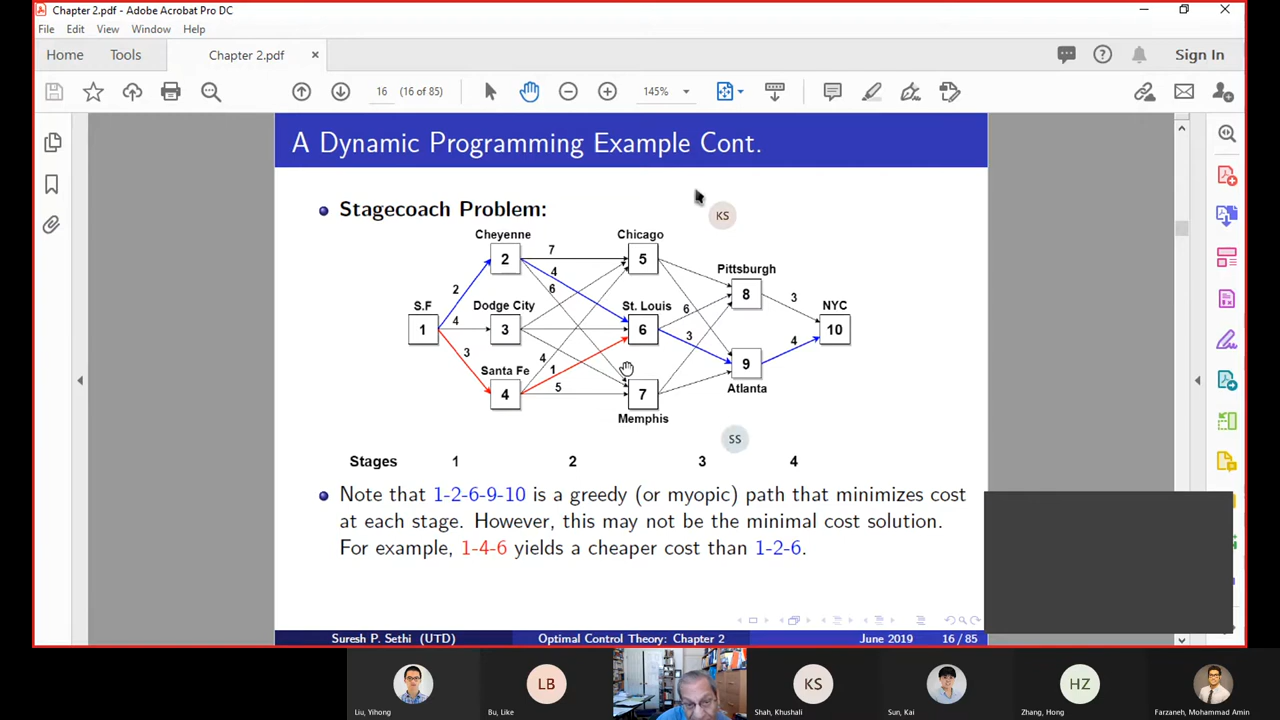 Chapter 2.pdf - Adobe Acrobat Pro DC
File Edit View Window Help
Home Tools Chapter 2.pdf × Sign In
16 (16 of 85) 145%
A Dynamic Programming Example Cont.
Stagecoach Problem:
KS
Cheyenne Chicago
2 7 5
4
6
Pittsburgh
8
S.F Dodge City St. Louis NYC
2
1 4 3 6 6 3 10
3
3 4
Santa Fe 4 1 9
4 5 7 Atlanta
Memphis
SS
Stages 1 2 3 4
Note that 1-2-6-9-10 is a greedy (or myopic) path that minimizes cost
at each stage. However, this may not be the minimal cost solution.
For example, 1-4-6 yields a cheaper cost than 1-2-6.
Suresh P. Sethi (UTD) Optimal Control Theory: Chapter 2 June 2019 16 / 85
LB KS HZ
Liu, Yihong Bu, Like Shah, Khushali Sun, Kai Zhang, Hong Farzaneh, Mohammad Amin